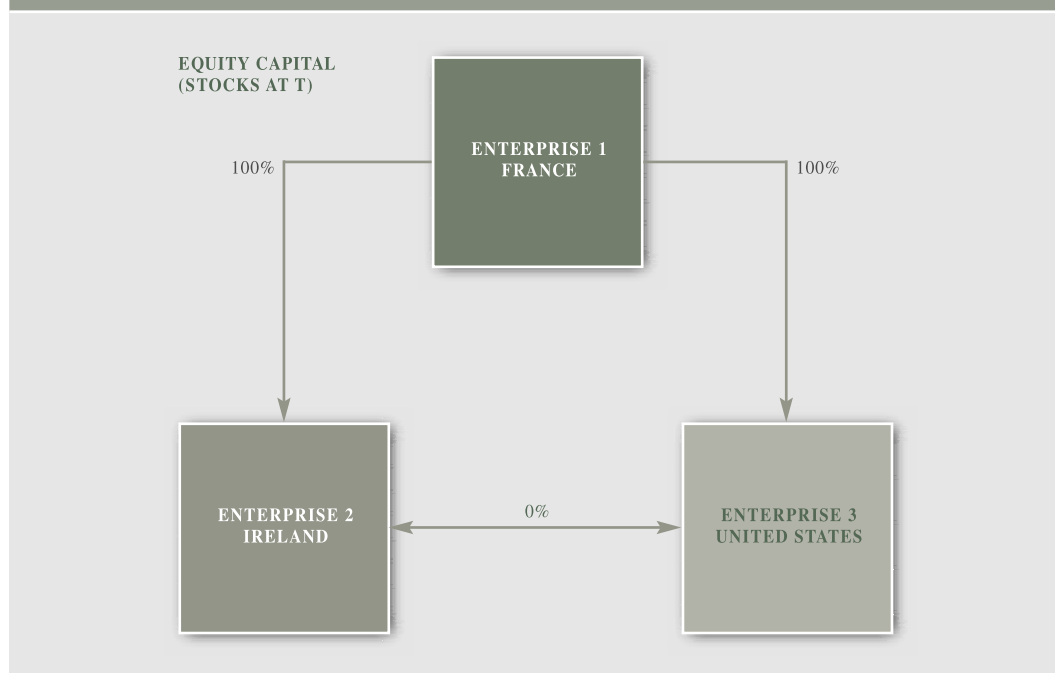 EQUITY CAPITAL
(STOCKS AT T)
ENTERPRISE 1
FRANCE
100%
100%
0%
ENTERPRISE 2
IRELAND
ENTERPRISE 3
UNITED STATES